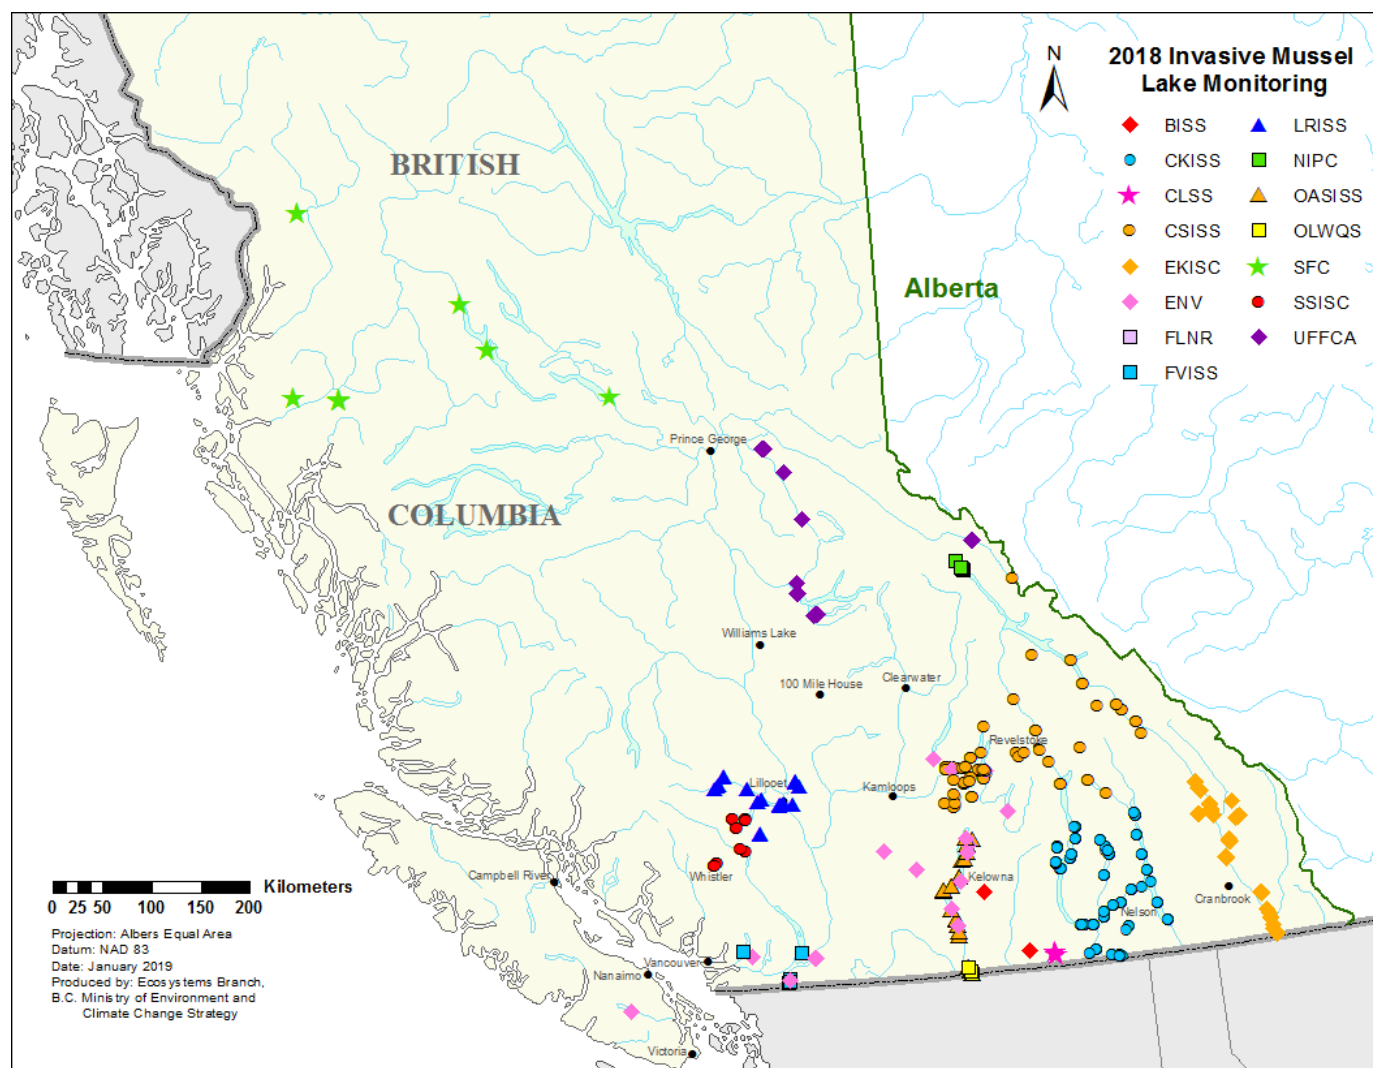 2018 Invasive Mussel
Lake Monitoring
N
BISS
LRISS
CKISS
NIPC
CLSS
OASISS
CSISS
OLWQS
EKISC
SFC
ENV
SSISC
FLNR
UFFCA
FVISS
BRITISH
COLUMBIA
Alberta
Prince George
Williams Lake
100 Mile House
Clearwater
Revelstoke
Lillooet
Kamloops
Whistler
Kelowna
Campbell River
Cranbrook
Nelson
Vancouver
Nanaimo
Victoria
Kilometers
0 25 50 100 150 200
Projection: Albers Equal Area
Datum: NAD 83
Date: January 2019
Produced by: Ecosystems Branch,
B.C. Ministry of Environment and
Climate Change Strategy